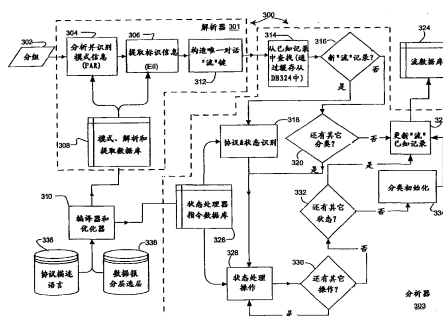 300
解析器 301
302
分组
304
分析并识别
模式信息
(PAR)
306
提取标识信息
(EII)
构造唯一对话
"流"键
312
314
从已知记录
中查找(通
过缓存从
DB324中)
316
新"流"记录?
324
流数据库
否
是
308
模式、解析和
提取数据库
协议&状态识别
318
还有其它
分类?
320
否
是
更新"流"
已知记录
310
编译器和
优化器
状态处理器
指令数据库
326
332
还有其它
状态?
是
否
分类初始化
334
336
协议描述
语言
338
数据报
分层选层
328
状态处理
操作
330
还有其它
操作?
否
是
分析器
303